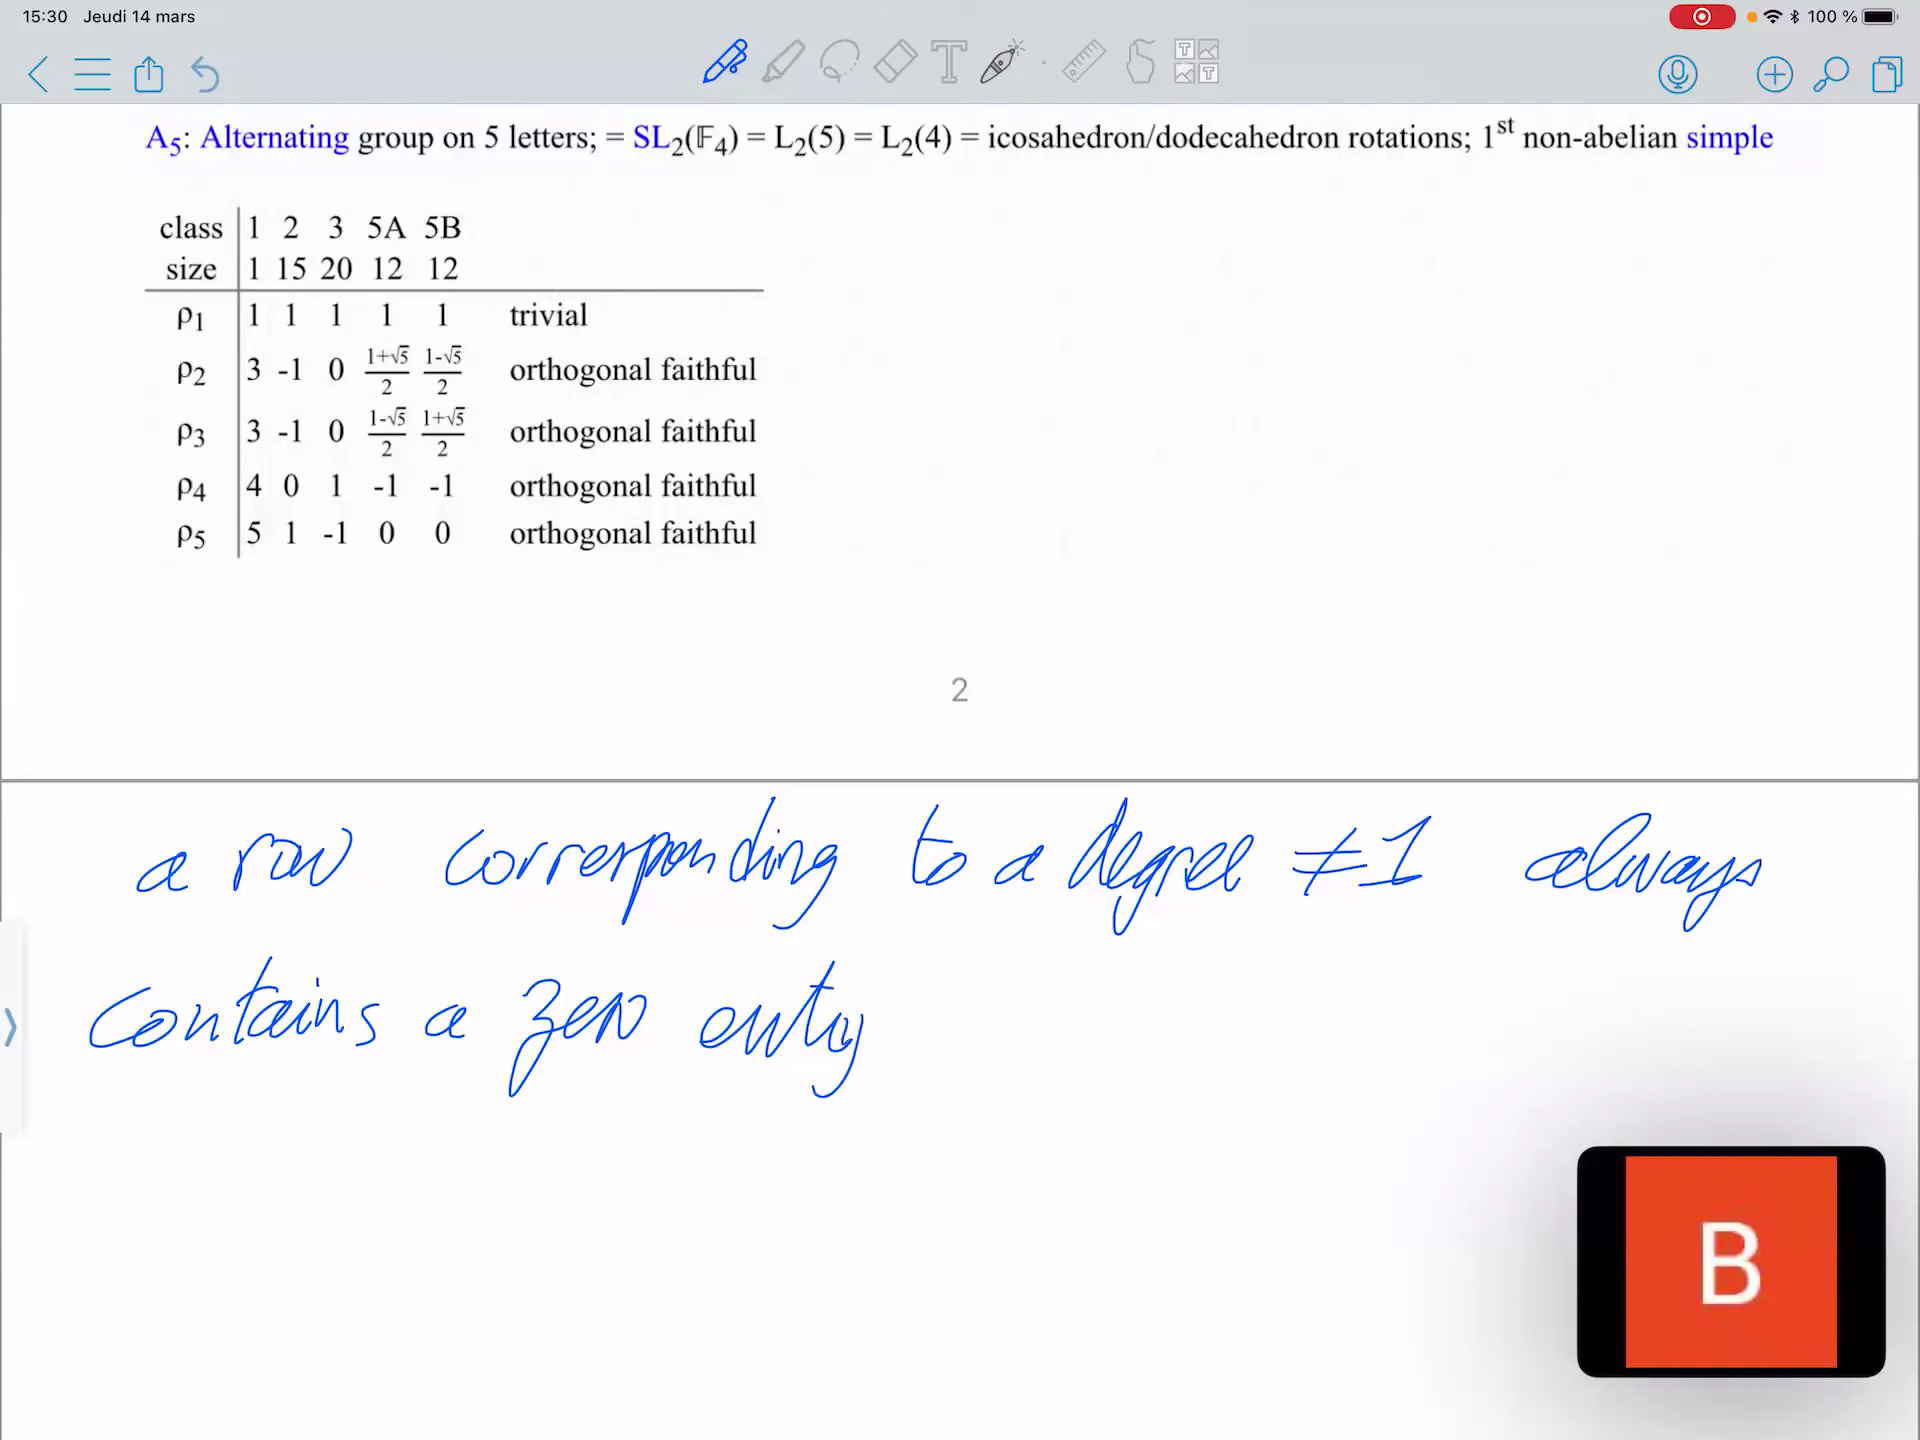 15:30 Jeudi 14 mars 100 %
A5: Alternating group on 5 letters; = SL2(𝔽4) = L2(5) = L2(4) = icosahedron/dodecahedron rotations; 1st non-abelian simple
class 1 2 3 5A 5B
size 1 15 20 12 12
ρ1 1 1 1 1 1 trivial
ρ2 3 -1 0 1+√5/2 1-√5/2 orthogonal faithful
ρ3 3 -1 0 1-√5/2 1+√5/2 orthogonal faithful
ρ4 4 0 1 -1 -1 orthogonal faithful
ρ5 5 1 -1 0 0 orthogonal faithful
2
a row corresponding to a degree ≠1 always
contains a zero entry
B